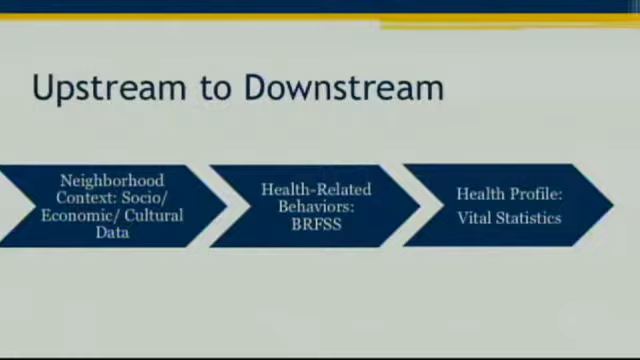 Upstream to Downstream
Neighborhood
Context: Socio/
Economic/ Cultural
Data
Health-Related
Behaviors:
BRFSS
Health Profile:
Vital Statistics